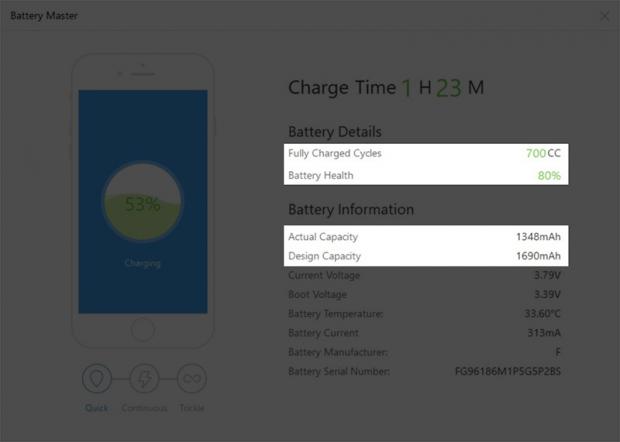 Battery Master
Charge Time 1 H 23 M
53%
Charging
Quick Continuous Trickle
Battery Details
Fully Charged Cycles 700 CC
Battery Health 80%
Battery Information
Actual Capacity 1348mAh
Design Capacity 1690mAh
Current Voltage 3.79V
Boot Voltage 3.39V
Battery Temperature: 33.60°C
Battery Current 313mA
Battery Manufacturer: F
Battery Serial Number: FG96186M1P5G5P2BS